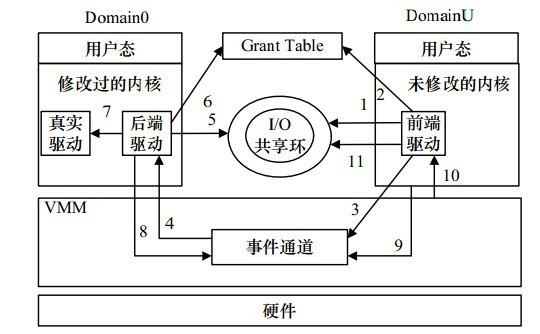 Domain0
DomainU
用户态
Grant Table
用户态
修改过的内核
未修改的内核
6
2
7
5
1
真实
驱动
后端
驱动
I/O
共享环
前端
驱动
11
10
VMM
3
8
4
9
事件通道
硬件